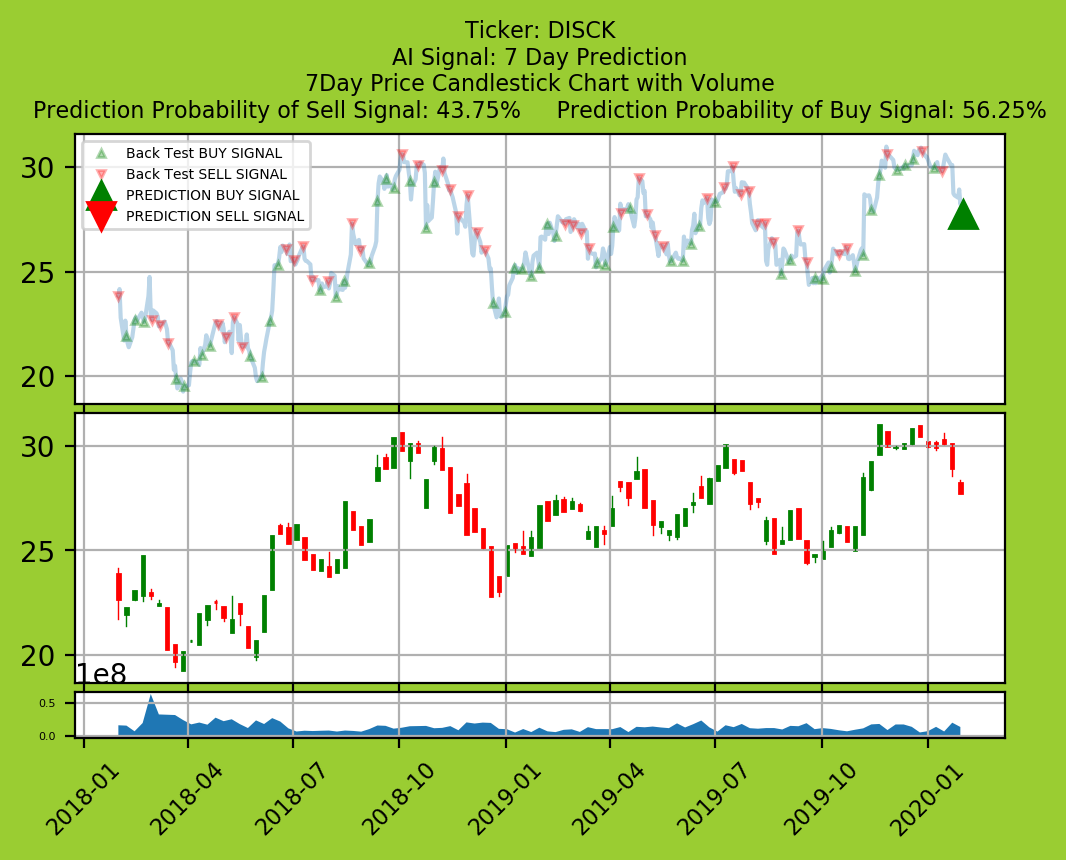 Ticker: DISCK
AI Signal: 7 Day Prediction
7Day Price Candlestick Chart with Volume
Prediction Probability of Sell Signal: 43.75%     Prediction Probability of Buy Signal: 56.25%
Back Test BUY SIGNAL
Back Test SELL SIGNAL
PREDICTION BUY SIGNAL
PREDICTION SELL SIGNAL
30
25
20
30
25
20
1e8
0.5
0.0
2018-01
2018-04
2018-07
2018-10
2019-01
2019-04
2019-07
2019-10
2020-01